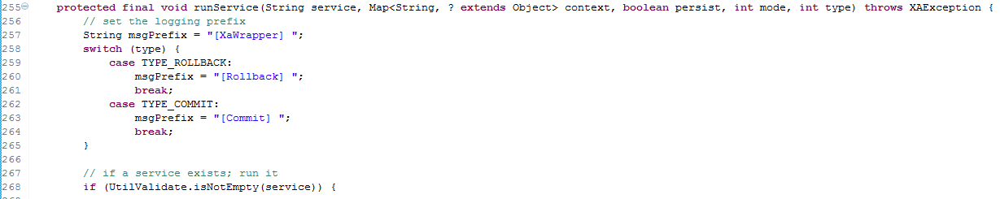 255 protected final void runService(String service, Map<String, ? extends Object> context, boolean persist, int mode, int type) throws XAException {
256 // set the logging prefix
257 String msgPrefix = "[XaWrapper] ";
258 switch (type) {
259 case TYPE_ROLLBACK:
260 msgPrefix = "[Rollback] ";
261 break;
262 case TYPE_COMMIT:
263 msgPrefix = "[Commit] ";
264 break;
265 }
266
267 // if a service exists; run it
268 if (UtilValidate.isNotEmpty(service)) {